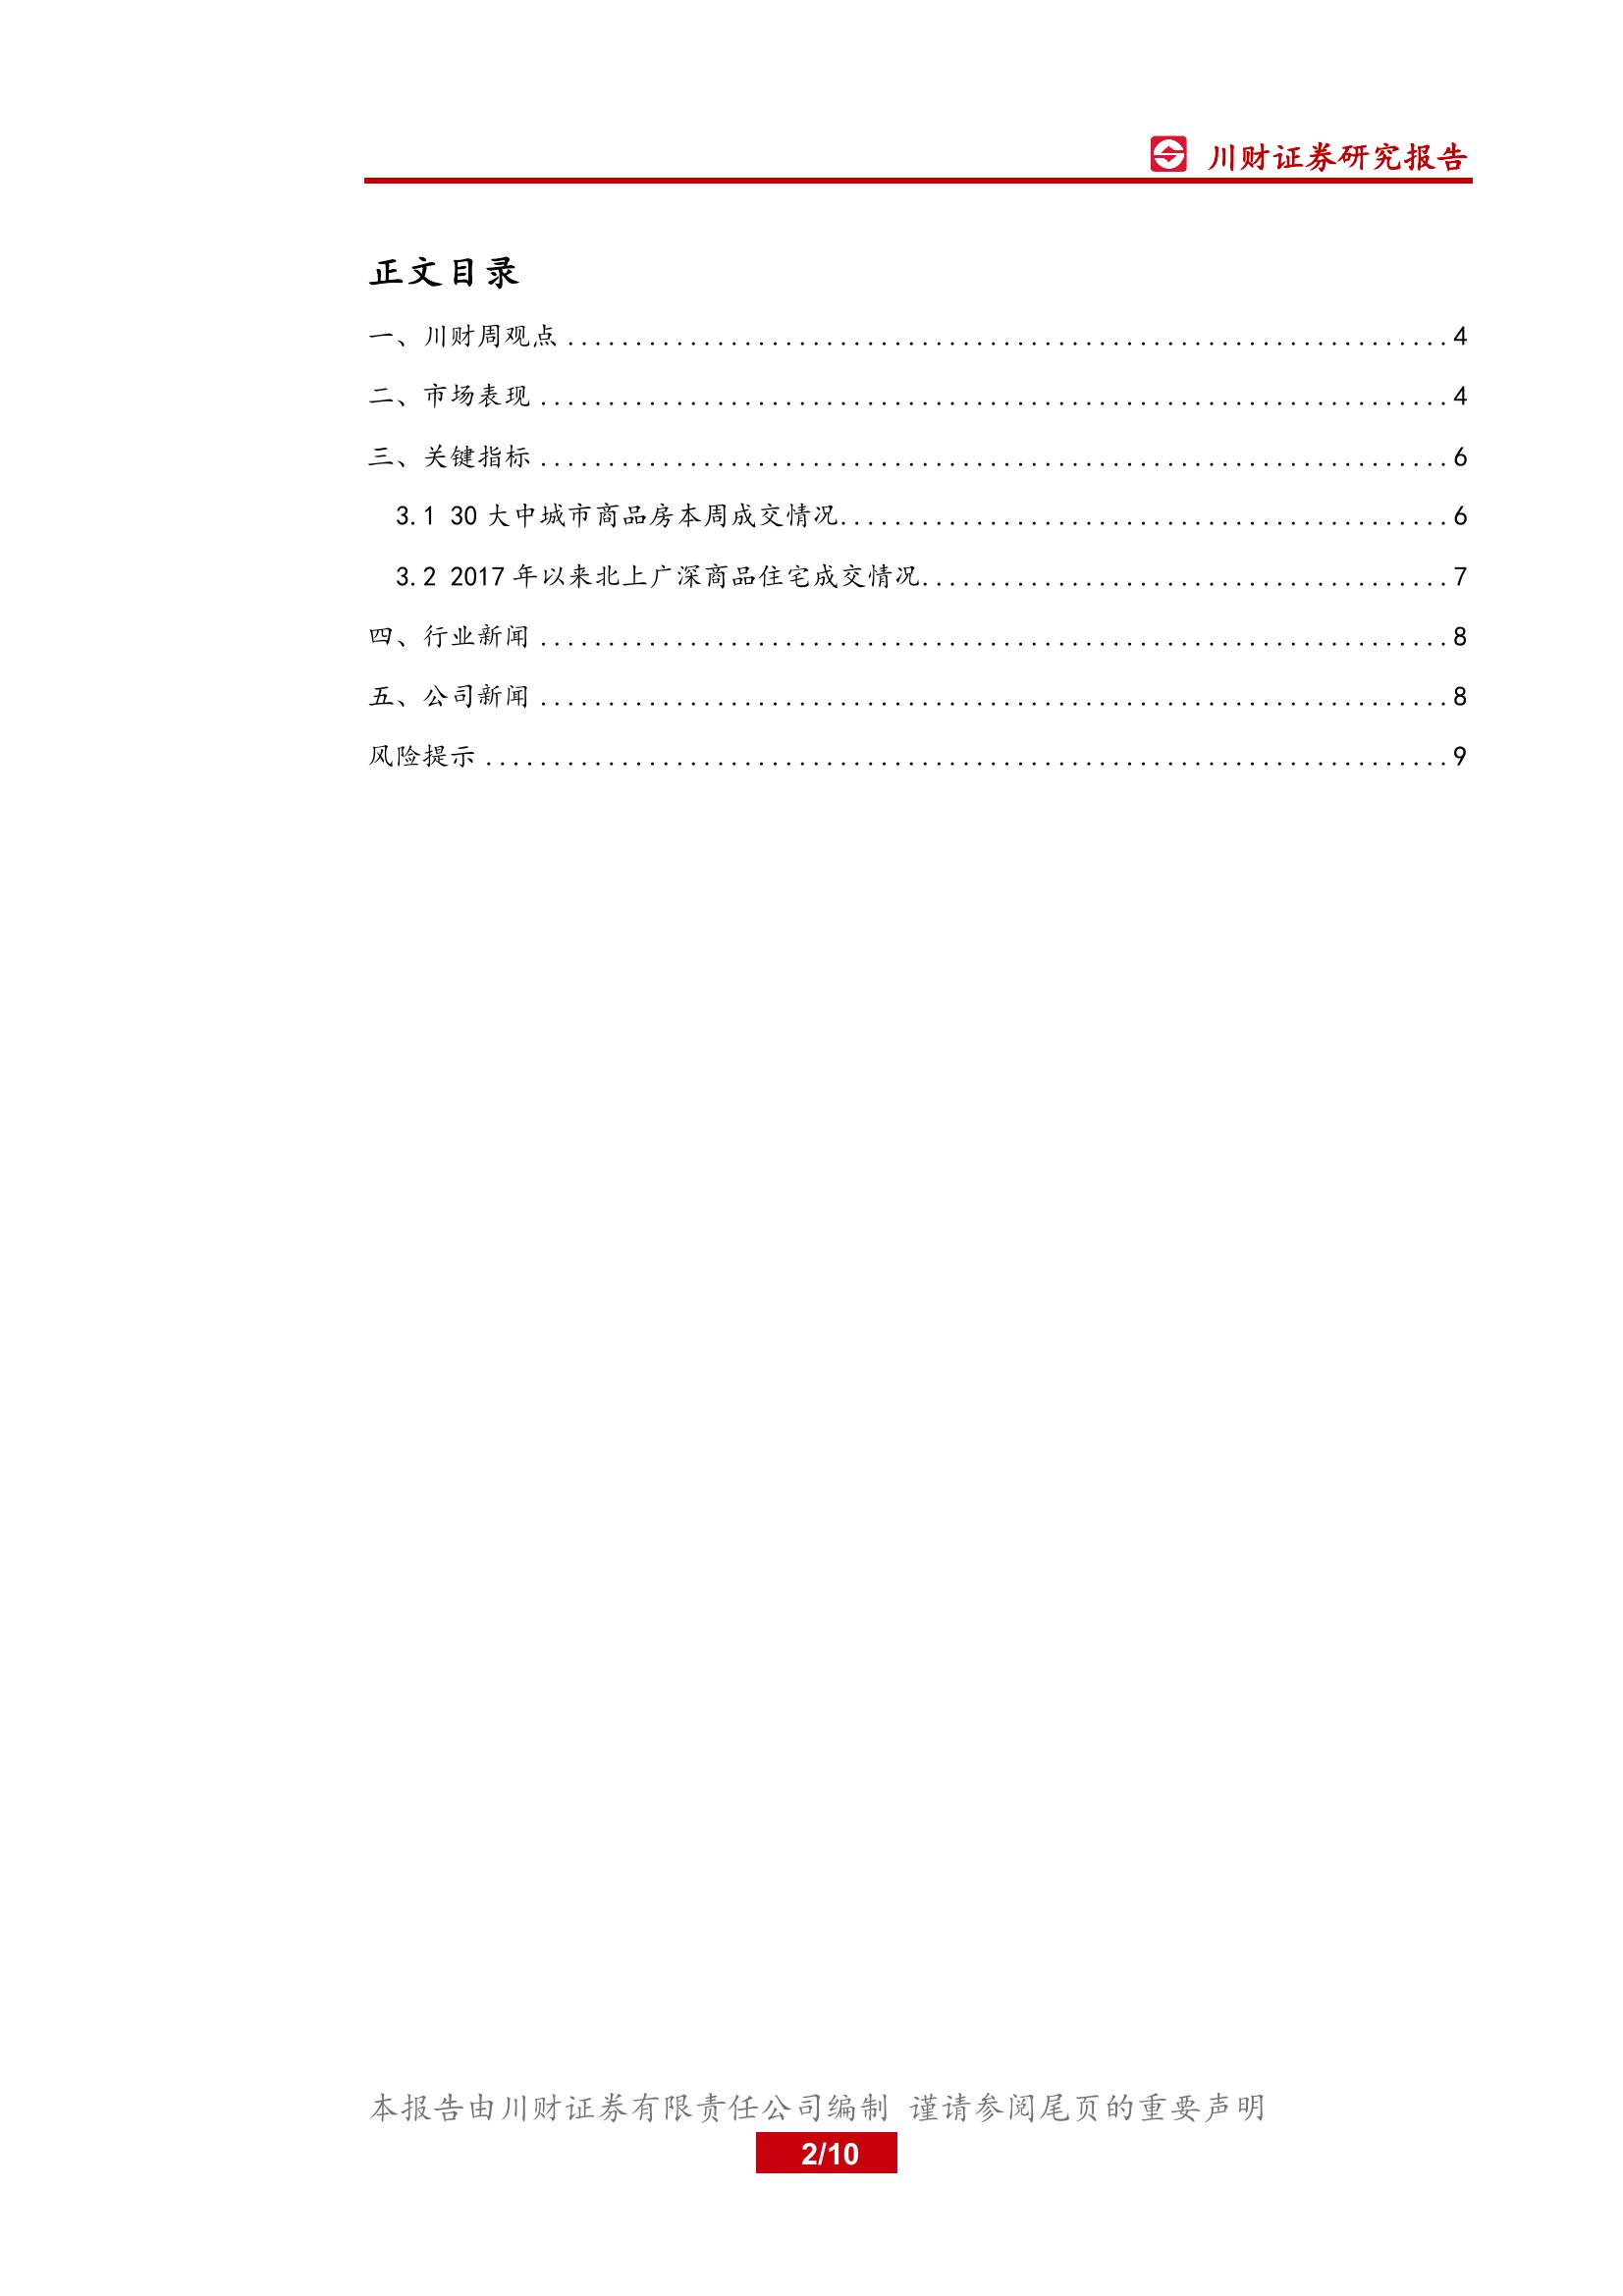 川财证券研究报告
正文目录
一、川财周观点 ................................................................. 4
二、市场表现 ................................................................... 4
三、关键指标 ................................................................... 6
3.1 30 大中城市商品房本周成交情况............................................. 6
3.2 2017 年以来北上广深商品住宅成交情况....................................... 7
四、行业新闻 ................................................................... 8
五、公司新闻 ................................................................... 8
风险提示 ....................................................................... 9
本报告由川财证券有限责任公司编制 谨请参阅尾页的重要声明
2/10